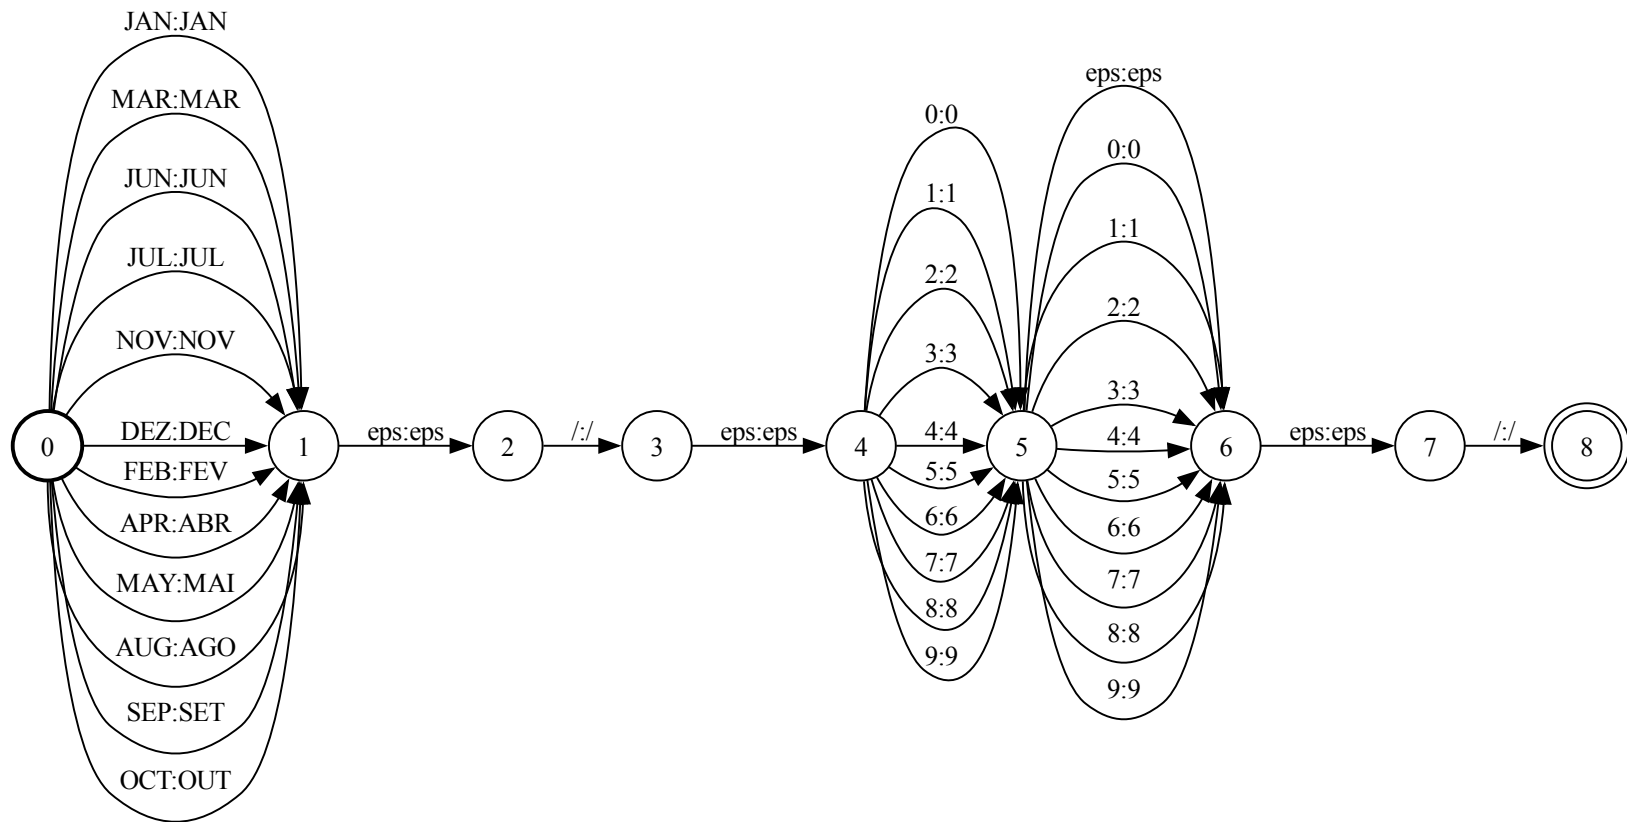 JAN:JAN
MAR:MAR
JUN:JUN
JUL:JUL
NOV:NOV
DEZ:DEC
FEB:FEV
APR:ABR
MAY:MAI
AUG:AGO
SEP:SET
OCT:OUT
0
1
eps:eps
2
/:/
3
eps:eps
4
0:0
1:1
2:2
3:3
4:4
5:5
6:6
7:7
8:8
9:9
5
eps:eps
0:0
1:1
2:2
3:3
4:4
5:5
6:6
7:7
8:8
9:9
6
eps:eps
7
/:/
8